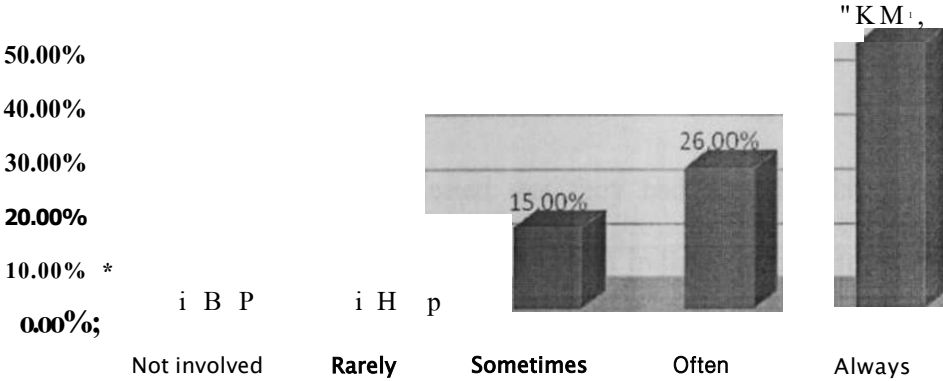 "KM¹,
50.00%
40.00%
26.00%
30.00%
15.00%
20.00%
10.00% *
i B P i H p
0.00%;
Not involved Rarely Sometimes Often Always